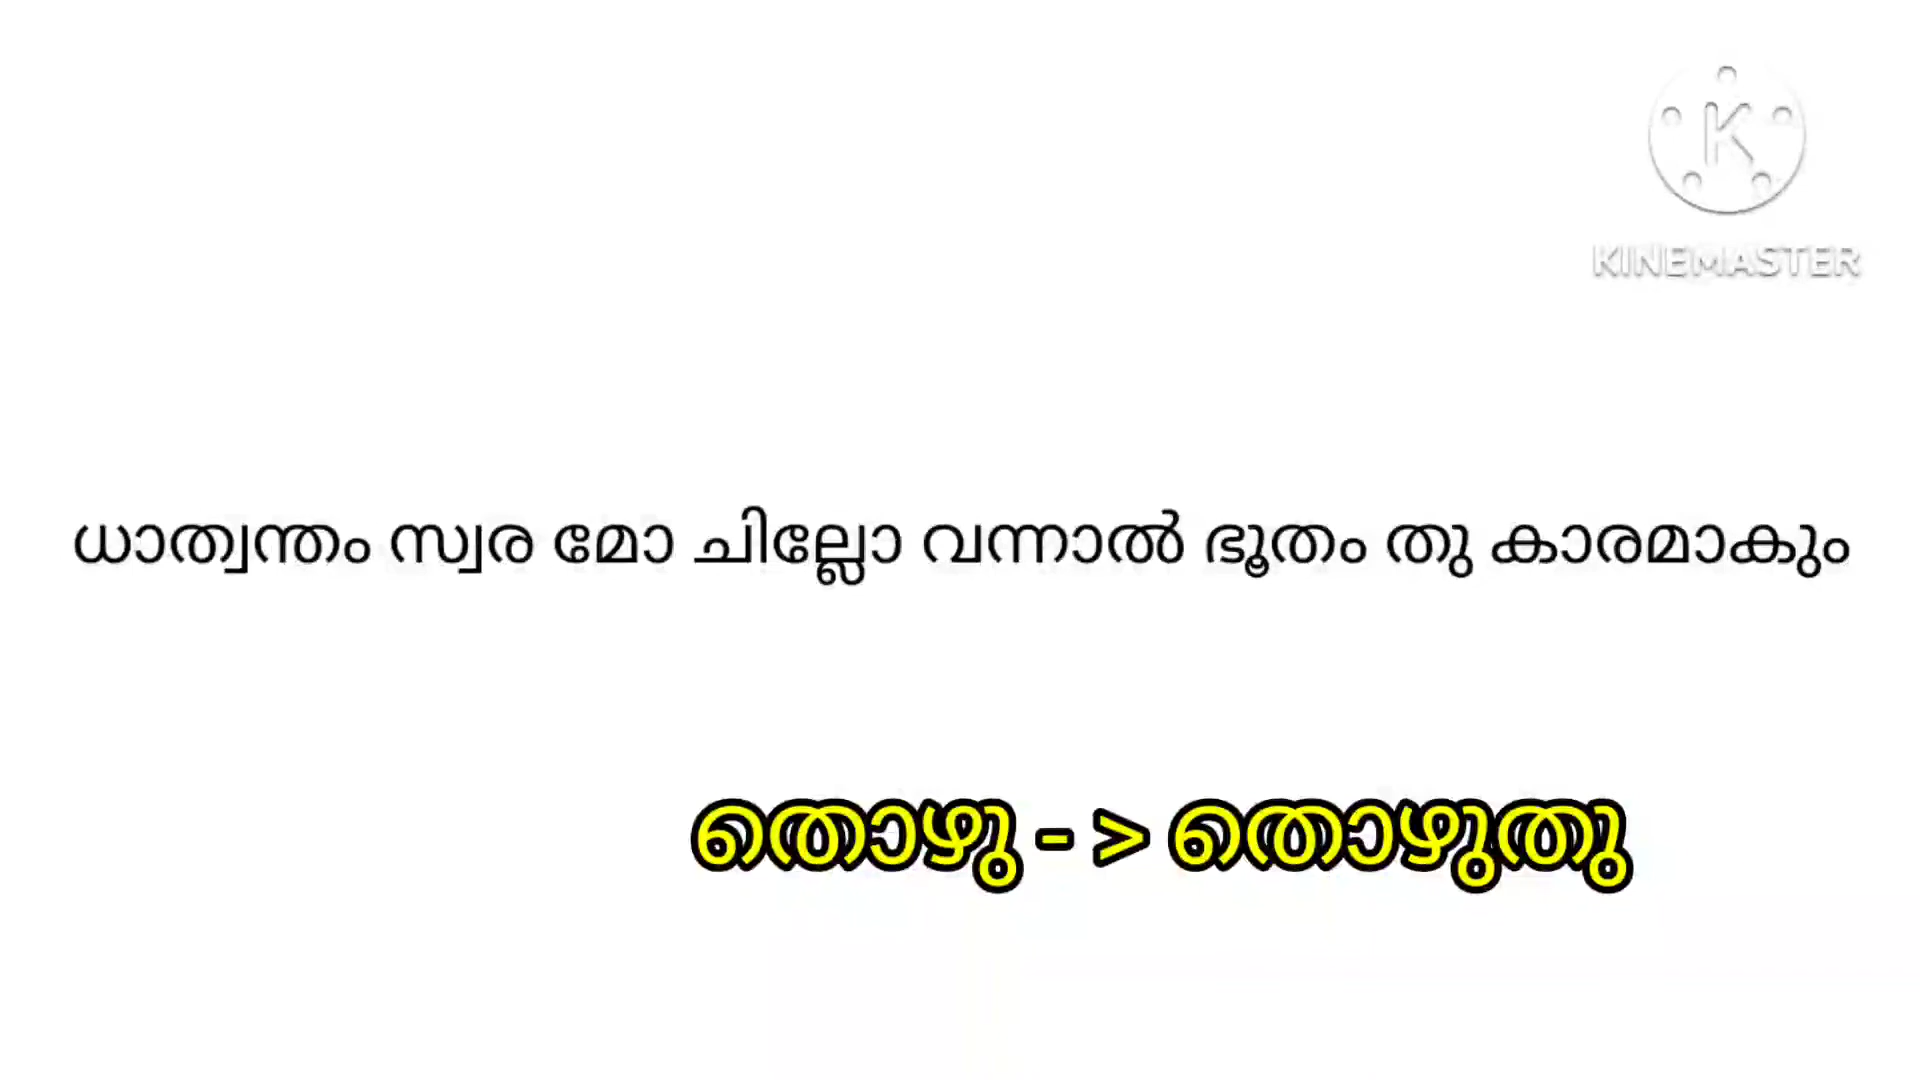 KINEMASTER
ധാത്വന്തം സ്വര മോ ചില്ലോ വന്നാൽ ഭൂതം തു കാരമാകും
തൊഴു - > തൊഴുതു